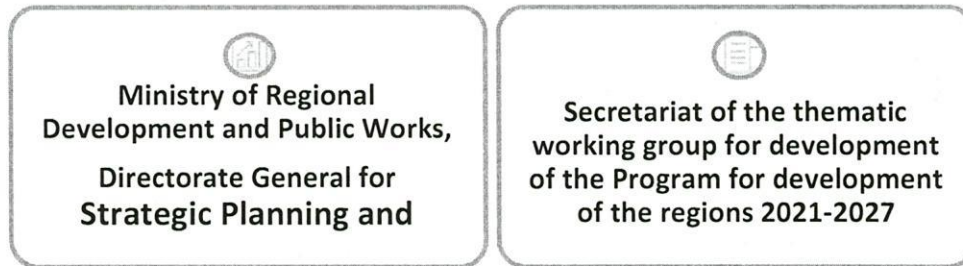 Ministry of Regional
Development and Public Works,
Directorate General for
Strategic Planning and
Secretariat of the thematic
working group for development
of the Program for development
of the regions 2021-2027